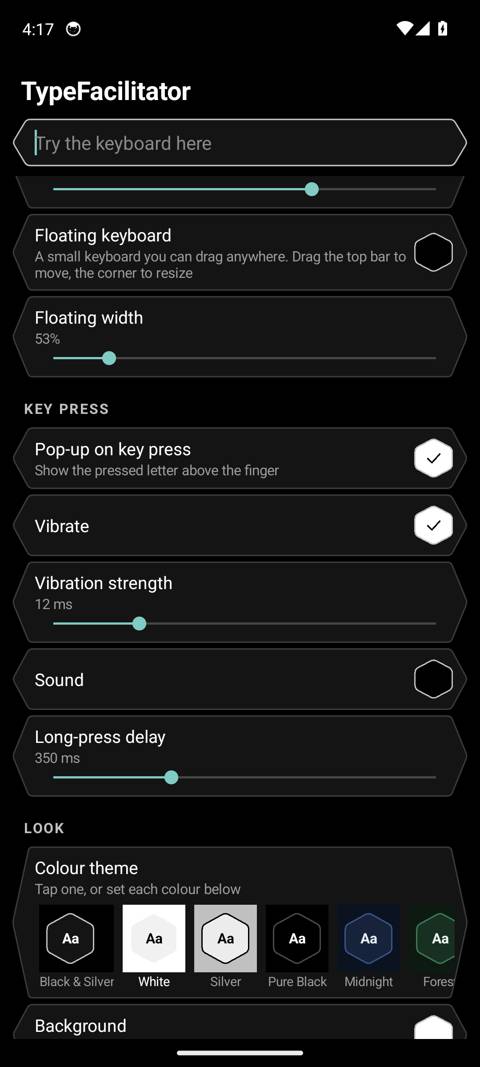 4:17
TypeFacilitator
Try the keyboard here
Floating keyboard
A small keyboard you can drag anywhere. Drag the top bar to
move, the corner to resize
Floating width
53%
KEY PRESS
Pop-up on key press
Show the pressed letter above the finger
Vibrate
Vibration strength
12 ms
Sound
Long-press delay
350 ms
LOOK
Colour theme
Tap one, or set each colour below
Aa Aa Aa Aa Aa Aa
Black & Silver White Silver Pure Black Midnight Fores
Background